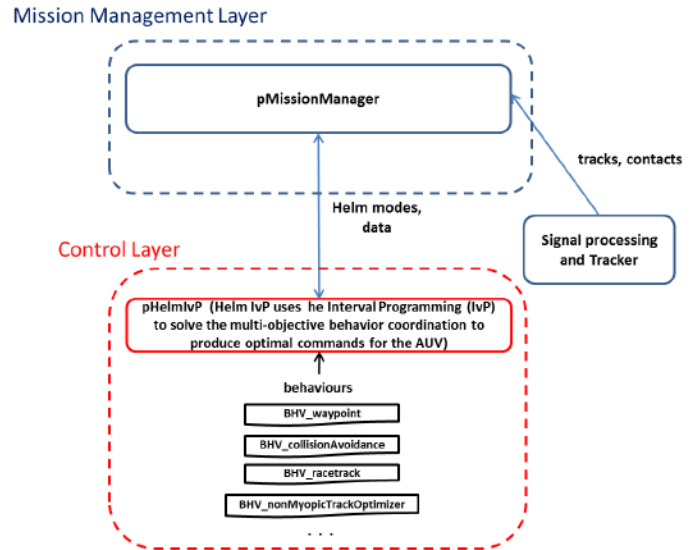 Mission Management Layer
pMissionManager
tracks, contacts
Helm modes,
data
Signal processing
and Tracker
Control Layer
pHelmIvP (Helm IvP uses he Interval Programming (IvP)
to solve the multi-objective behavior coordination to
produce optimal commands for the AUV)
behaviours
BHV_waypoint
BHV_collisionAvoidance
BHV_racetrack
BHV_nonMyopicTrackOptimizer
. . .